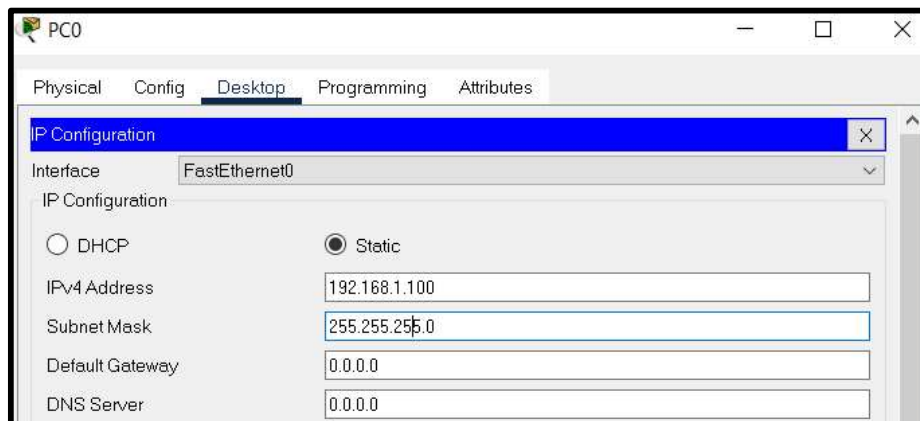 PC0
Physical Config Desktop Programming Attributes
IP Configuration X
Interface FastEthernet0
IP Configuration
DHCP Static
IPv4 Address 192.168.1.100
Subnet Mask 255.255.255.0
Default Gateway 0.0.0.0
DNS Server 0.0.0.0